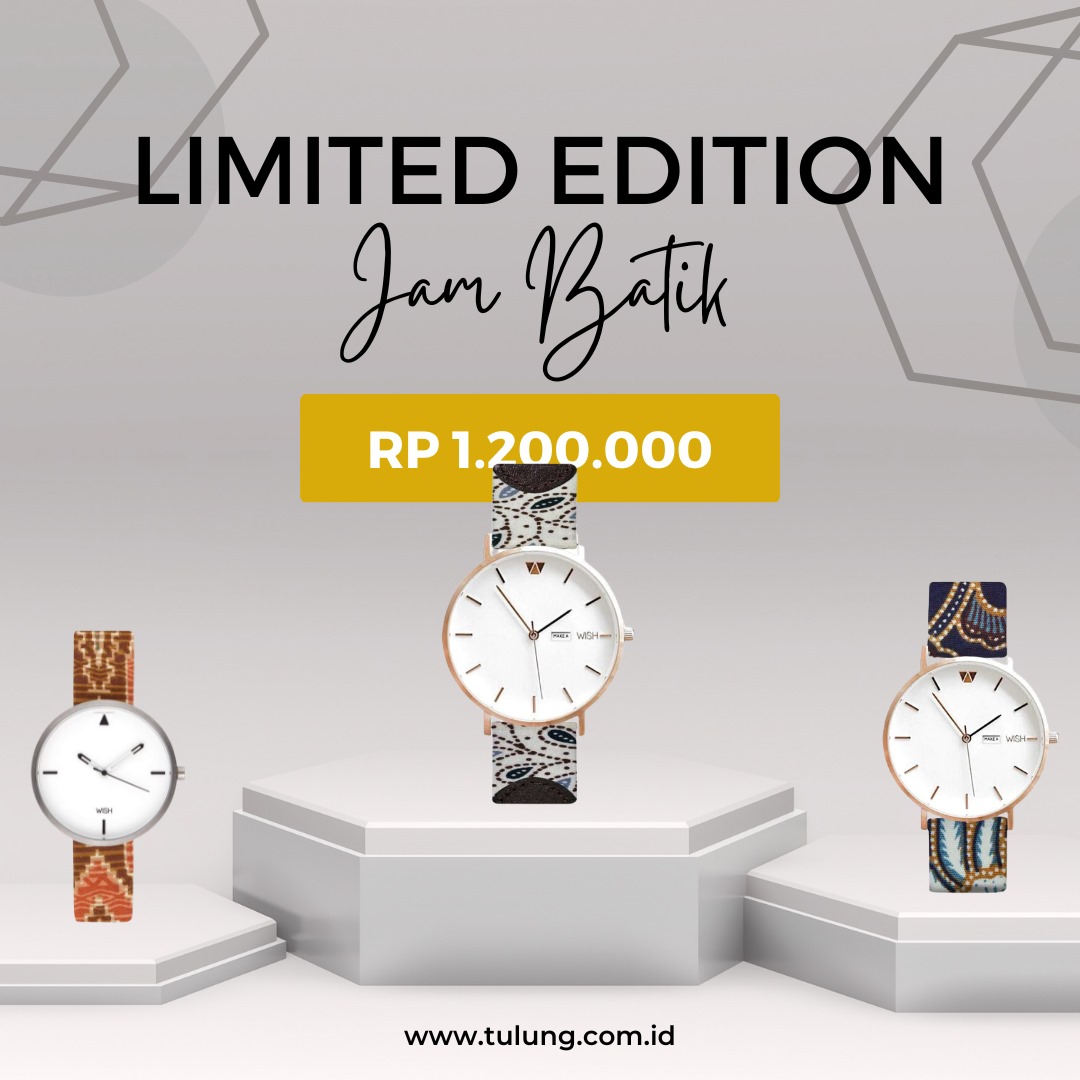 LIMITED EDITION
Jam Batik
RP 1.200.000
MAKE A WISH
MAKE A WISH
WISH
www.tulung.com.id